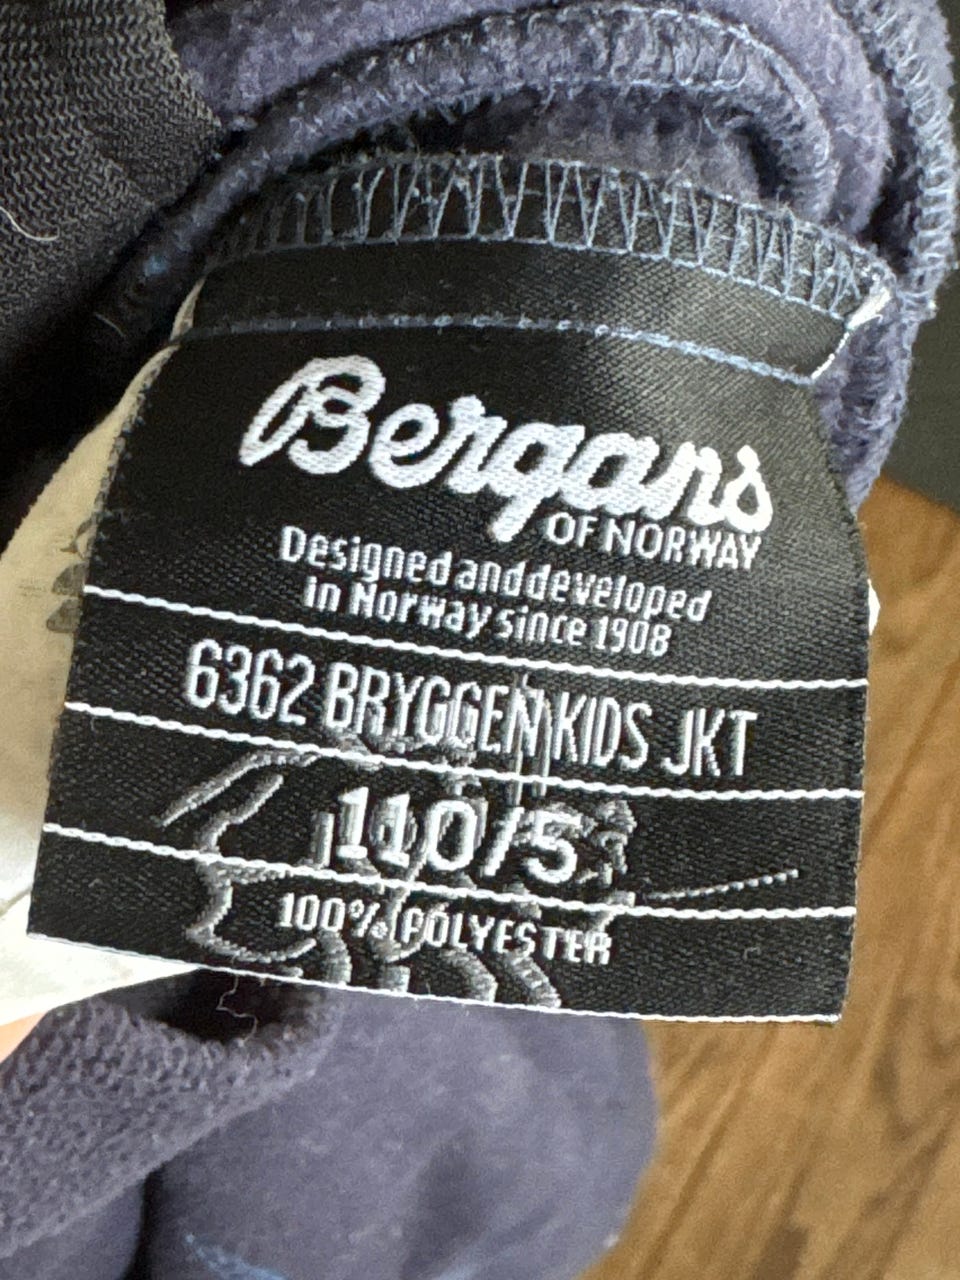 Bergans
OF NORWAY
Designed and developed
in Norway since 1908
6362 BRYGGEN KIDS JKT
110/5
100% POLYESTER